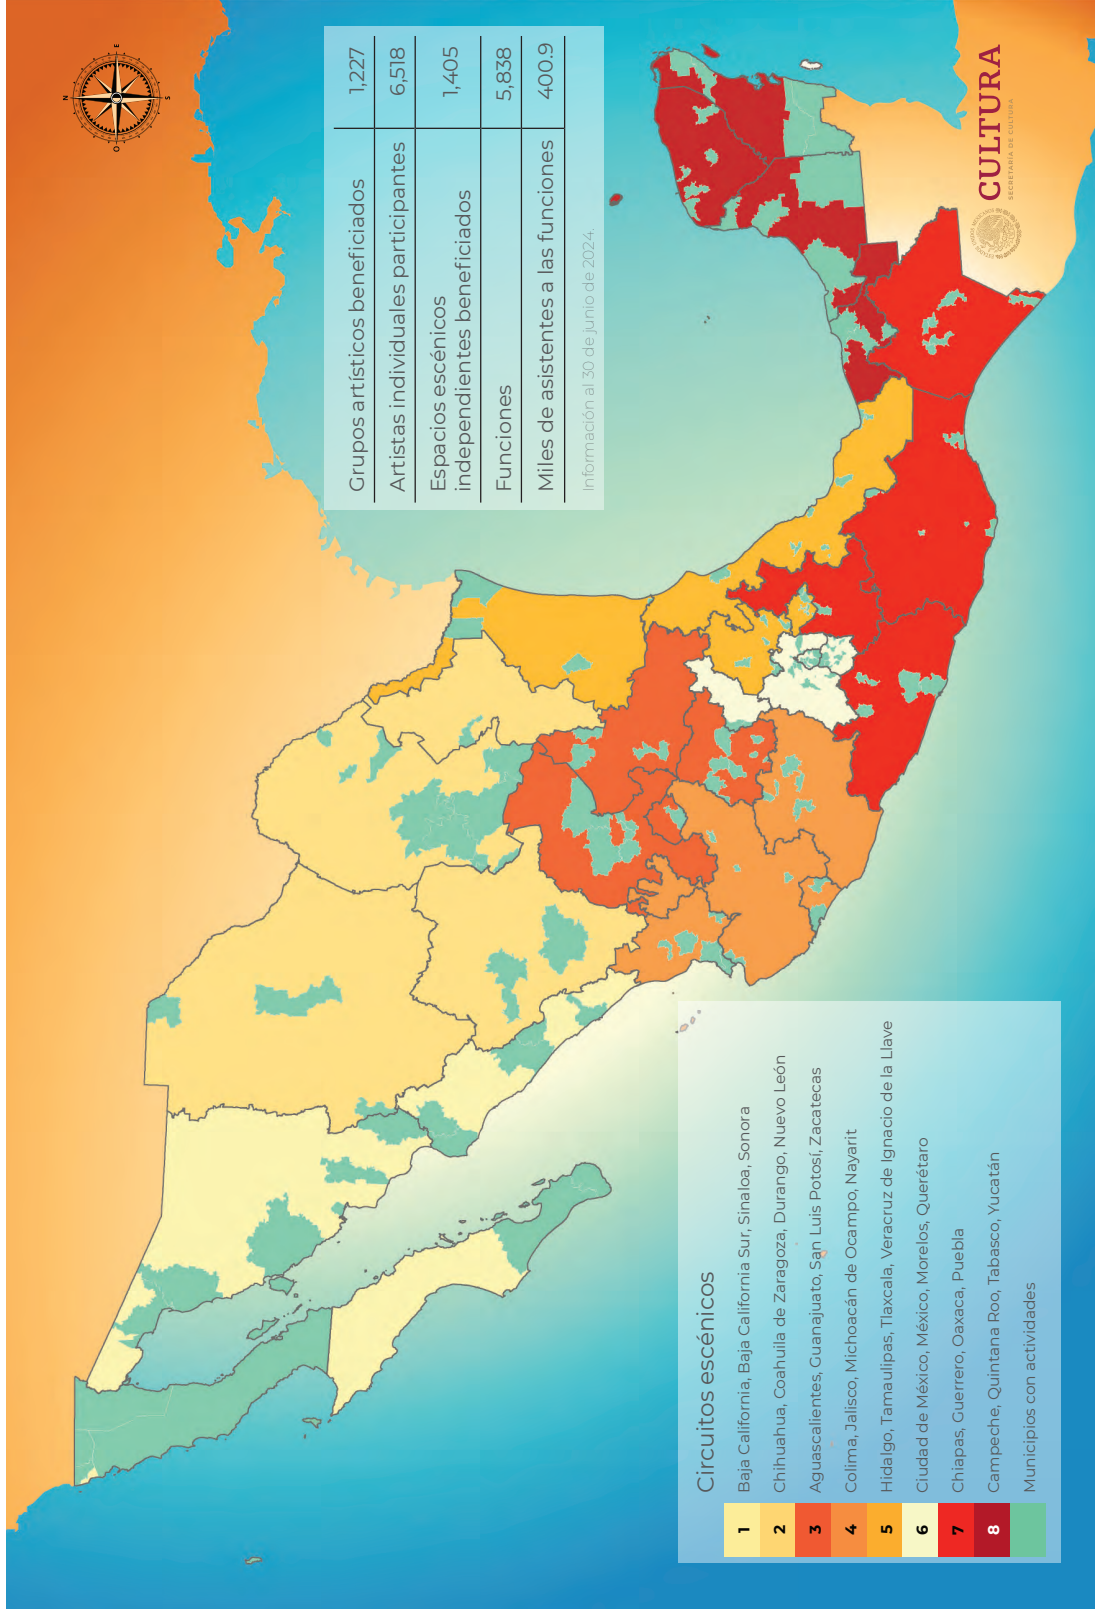 N
E
S
O
Grupos artísticos beneficiados 1,227
Artistas individuales participantes 6,518
Espacios escénicos
independientes beneficiados 1,405
Funciones 5,838
Miles de asistentes a las funciones 400.9
Información al 30 de junio de 2024.
CULTURA
SECRETARÍA DE CULTURA
Circuitos escénicos
1 Baja California, Baja California Sur, Sinaloa, Sonora
2 Chihuahua, Coahuila de Zaragoza, Durango, Nuevo León
3 Aguascalientes, Guanajuato, San Luis Potosí, Zacatecas
4 Colima, Jalisco, Michoacán de Ocampo, Nayarit
5 Hidalgo, Tamaulipas, Tlaxcala, Veracruz de Ignacio de la Llave
6 Ciudad de México, México, Morelos, Querétaro
7 Chiapas, Guerrero, Oaxaca, Puebla
8 Campeche, Quintana Roo, Tabasco, Yucatán
Municipios con actividades